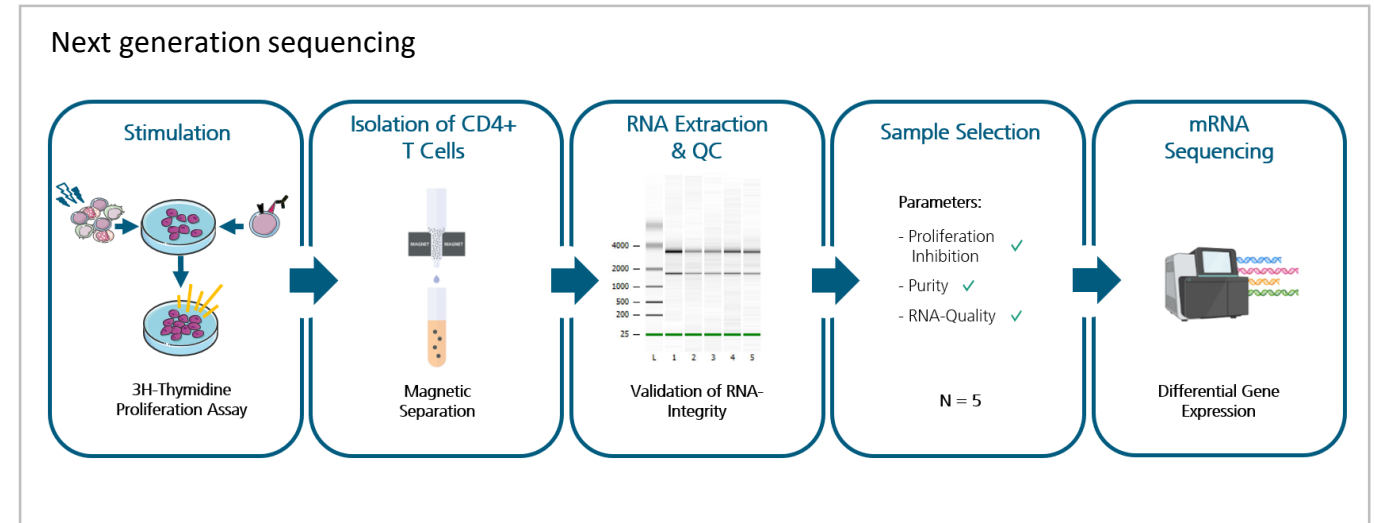 Next generation sequencing
Stimulation
3H-Thymidine
Proliferation Assay
Isolation of CD4+
T Cells
MAGNET MAGNET
Magnetic
Separation
RNA Extraction
& QC
4000
2000
1000
500
200
25
L 1 2 3 4 5
Validation of RNA-
Integrity
Sample Selection
Parameters:
- Proliferation
Inhibition ✓
- Purity ✓
- RNA-Quality ✓
N = 5
mRNA
Sequencing
Differential Gene
Expression